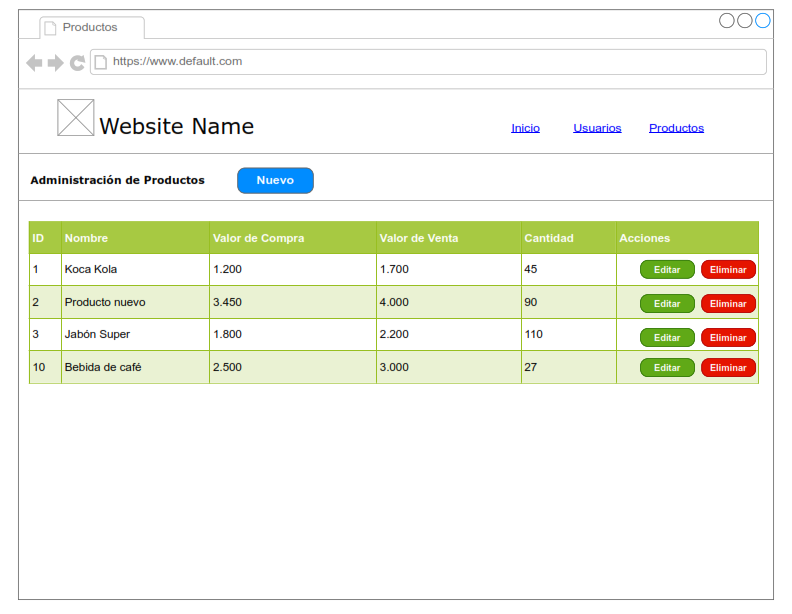 Productos
https://www.default.com
Website Name Inicio Usuarios Productos
Administración de Productos Nuevo
ID Nombre Valor de Compra Valor de Venta Cantidad Acciones
1 Koca Kola 1.200 1.700 45 Editar Eliminar
2 Producto nuevo 3.450 4.000 90 Editar Eliminar
3 Jabón Super 1.800 2.200 110 Editar Eliminar
10 Bebida de café 2.500 3.000 27 Editar Eliminar